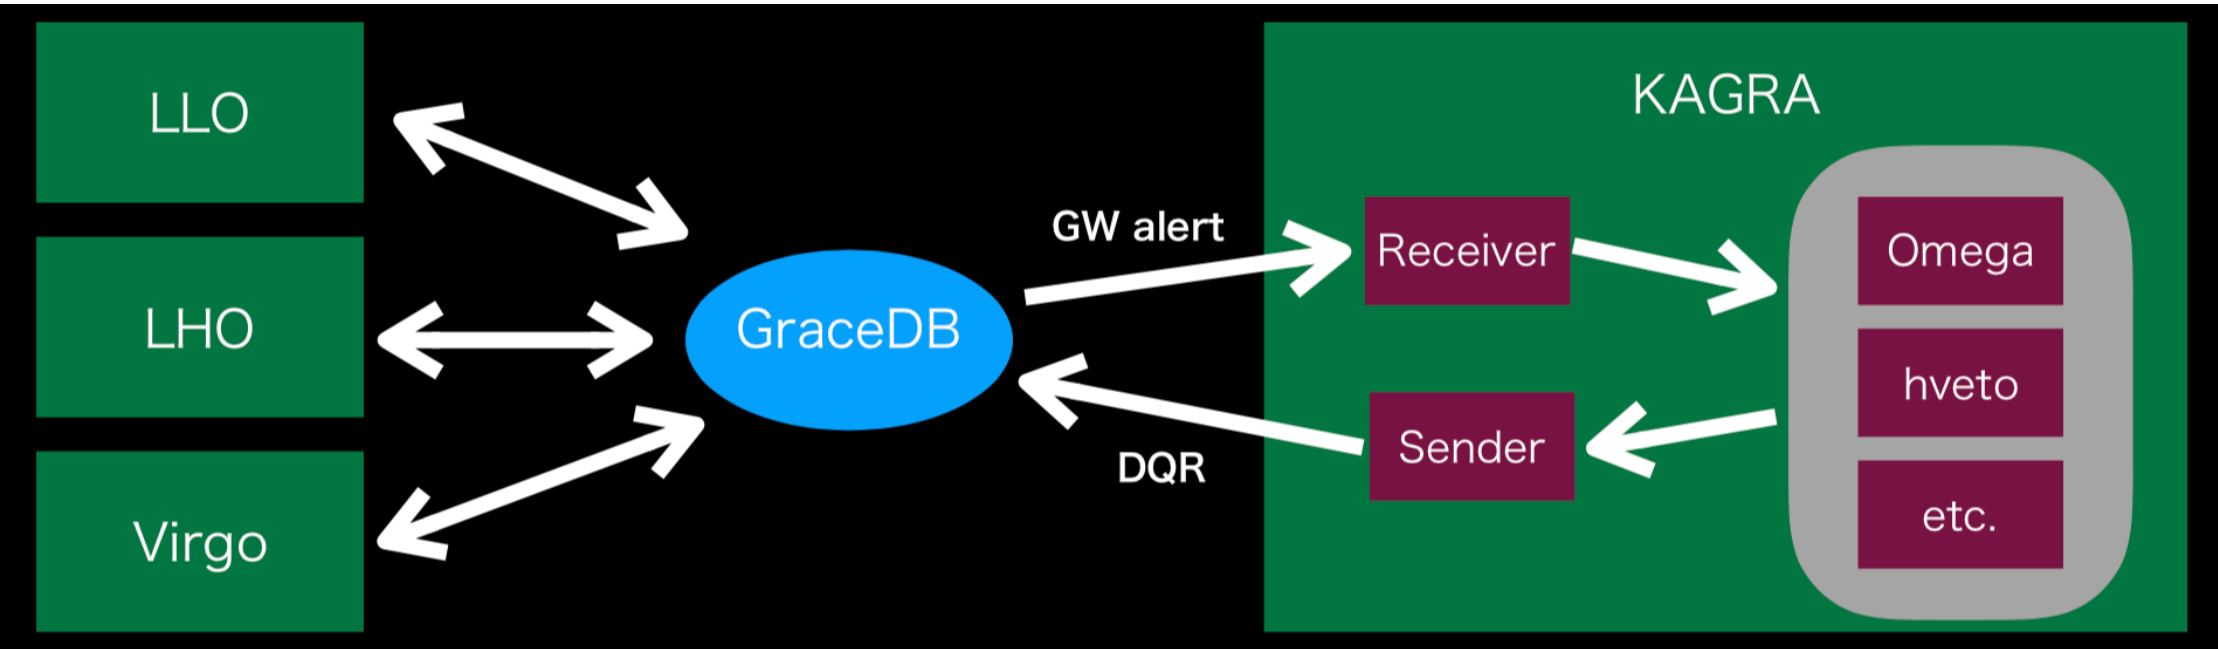 LLO
LHO
Virgo
GraceDB
GW alert
DQR
KAGRA
Receiver
Sender
Omega
hveto
etc.